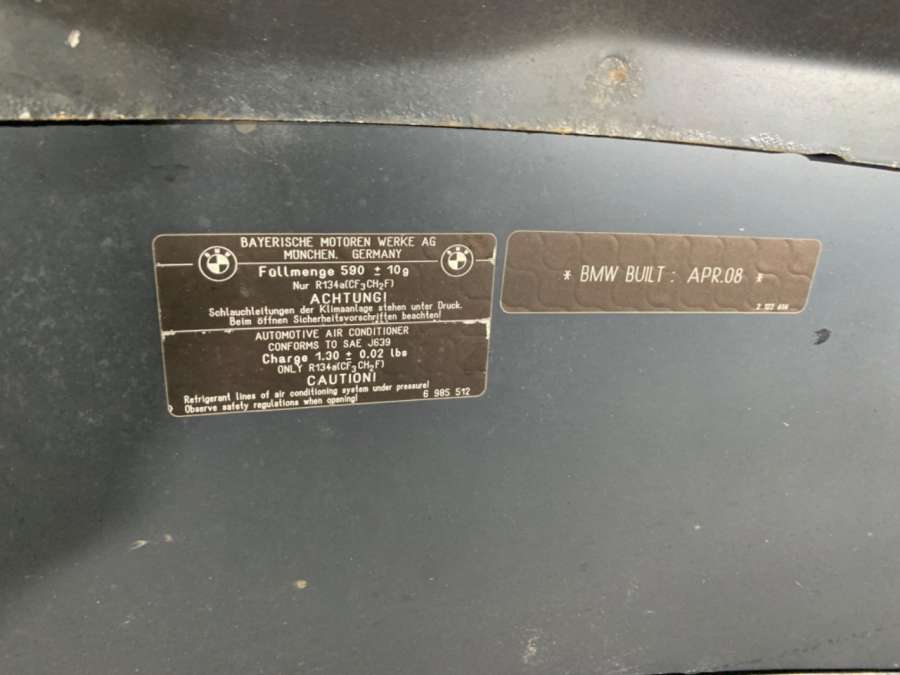 BAYERISCHE MOTOREN WERKE AG
MÜNCHEN, GERMANY
Füllmenge 590 ± 10g
Nur R134a(CF₃CH₂F)
ACHTUNG!
Schlauchleitungen der Klimaanlage stehen unter Druck.
Beim öffnen Sicherheitsvorschriften beachten!
AUTOMOTIVE AIR CONDITIONER
CONFORMS TO SAE J639
Charge 1.30 ± 0.02 lbs
ONLY R134a(CF₃CH₂F)
CAUTION!
Refrigerant lines of air conditioning system under pressure!
Observe safety regulations when opening!
6 985 512
* BMW BUILT : APR.08 *